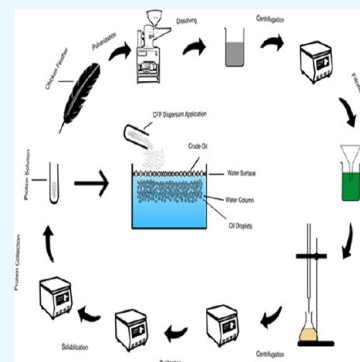 Dissolving
Centrifugation
Pulverization
Chicken Feather
CFP Dispersant Application
Crude Oil
Protein Solution
Water Surface
Water Column
Oil Droplets
Protein Collection
Solublization
Centrifugation